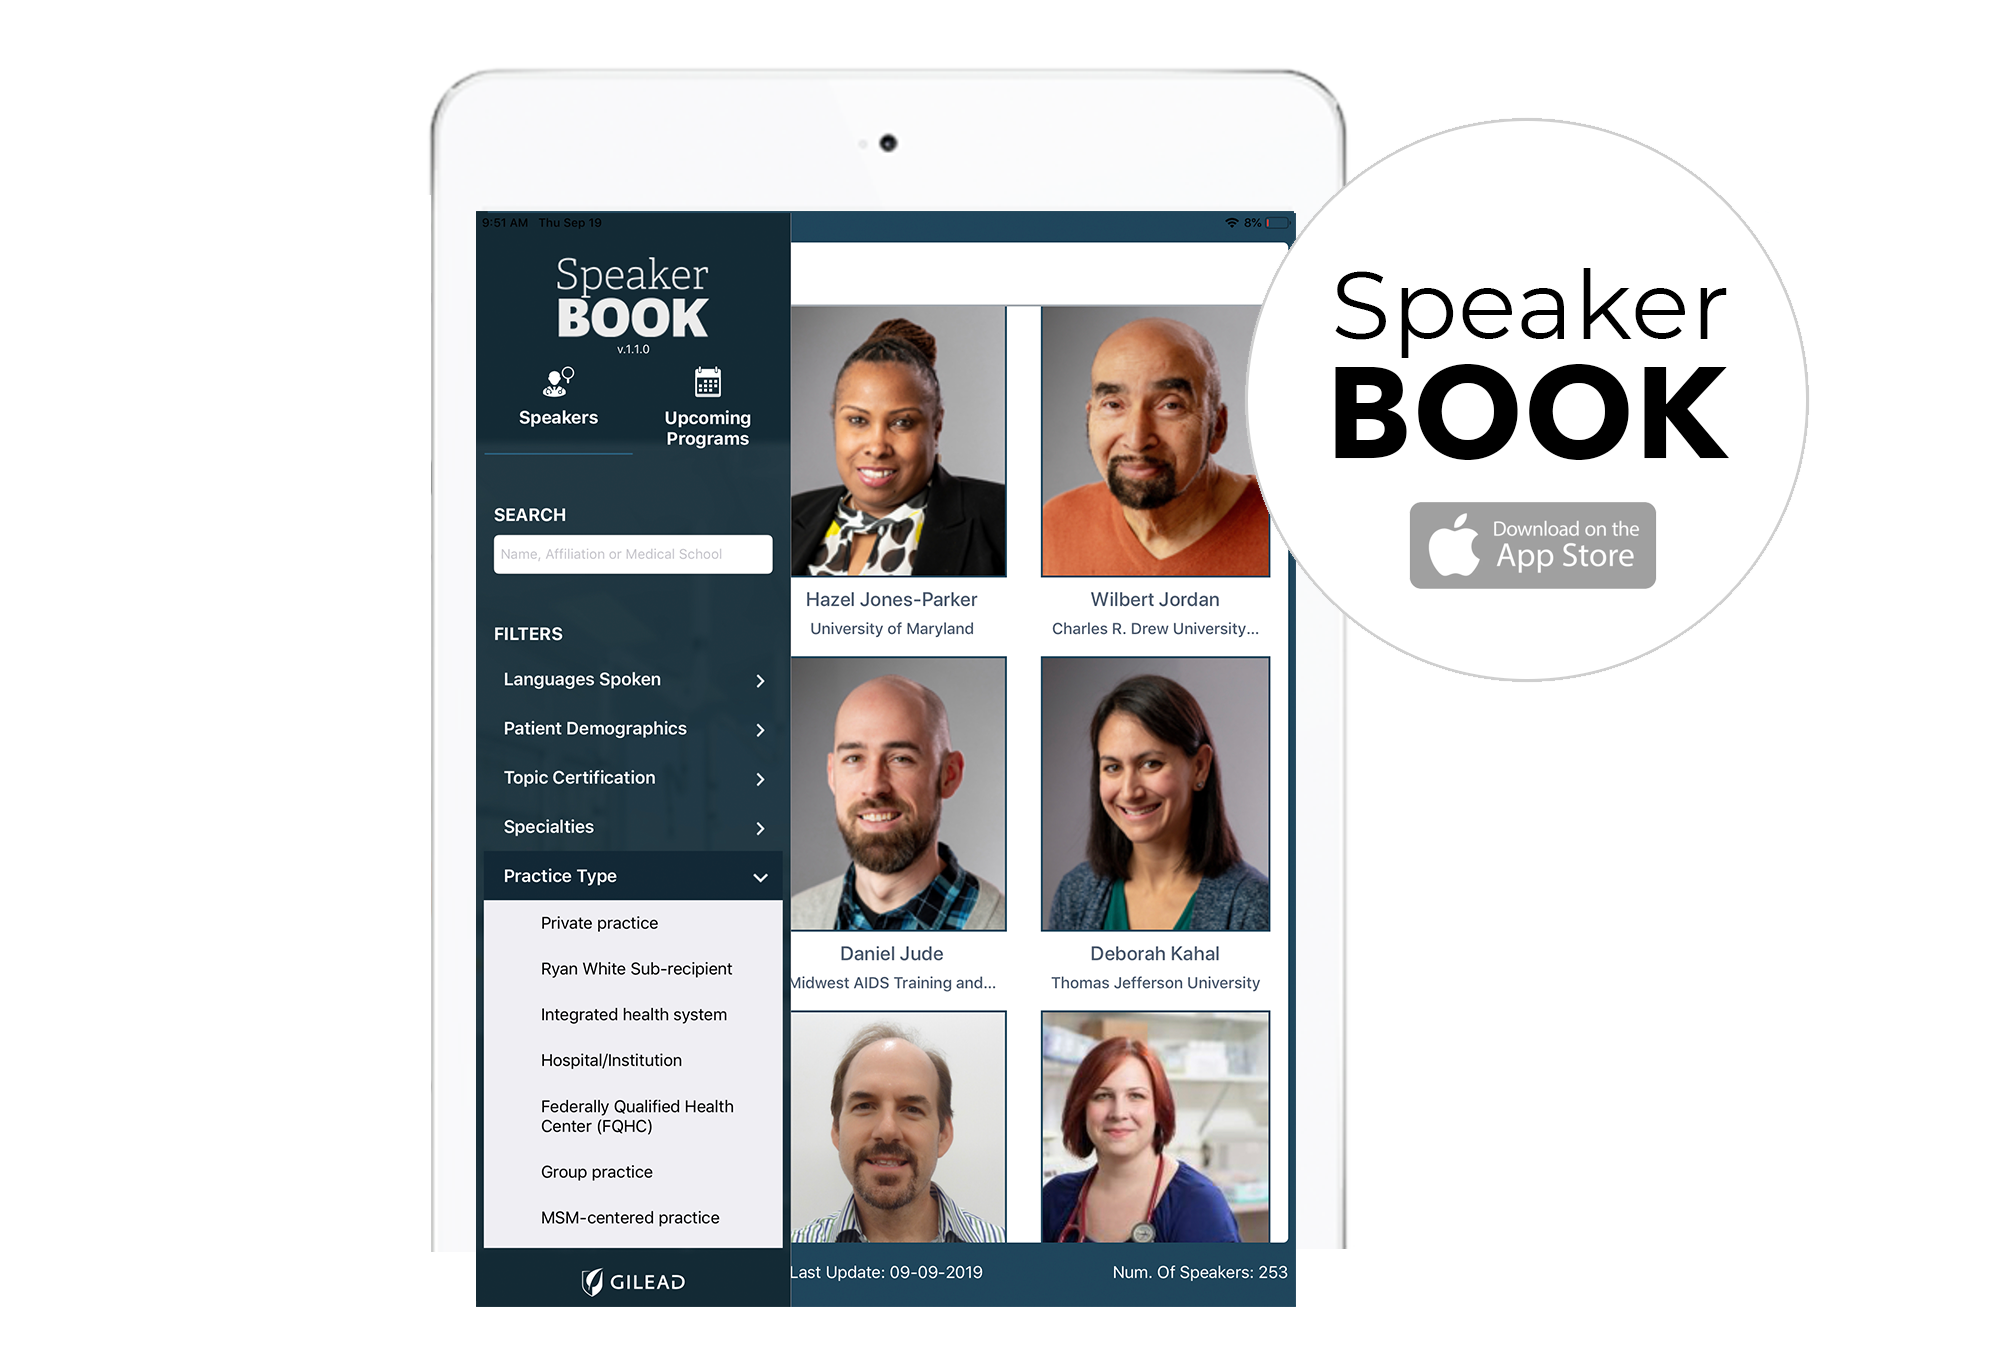 9:51 AM Thu Sep 19
8%
Speaker
BOOK
v.1.1.0
Speakers
Upcoming
Programs
SEARCH
Name, Affiliation or Medical School
FILTERS
Languages Spoken
Patient Demographics
Topic Certification
Specialties
Practice Type
Private practice
Ryan White Sub-recipient
Integrated health system
Hospital/Institution
Federally Qualified Health
Center (FQHC)
Group practice
MSM-centered practice
GILEAD
Hazel Jones-Parker
University of Maryland
Wilbert Jordan
Charles R. Drew University...
Daniel Jude
Midwest AIDS Training and...
Deborah Kahal
Thomas Jefferson University
Last Update: 09-09-2019
Num. Of Speakers: 253
Speaker
BOOK
Download on the
App Store